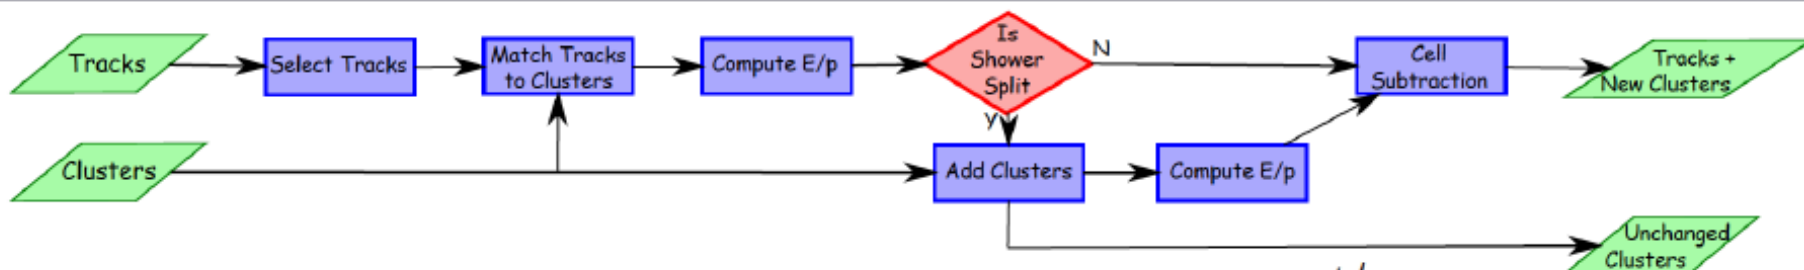 Tracks
Select Tracks
Match Tracks
to Clusters
Compute E/p
Is
Shower
Split
N
Cell
Subtraction
Tracks +
New Clusters
Y
Clusters
Add Clusters
Compute E/p
Unchanged
Clusters